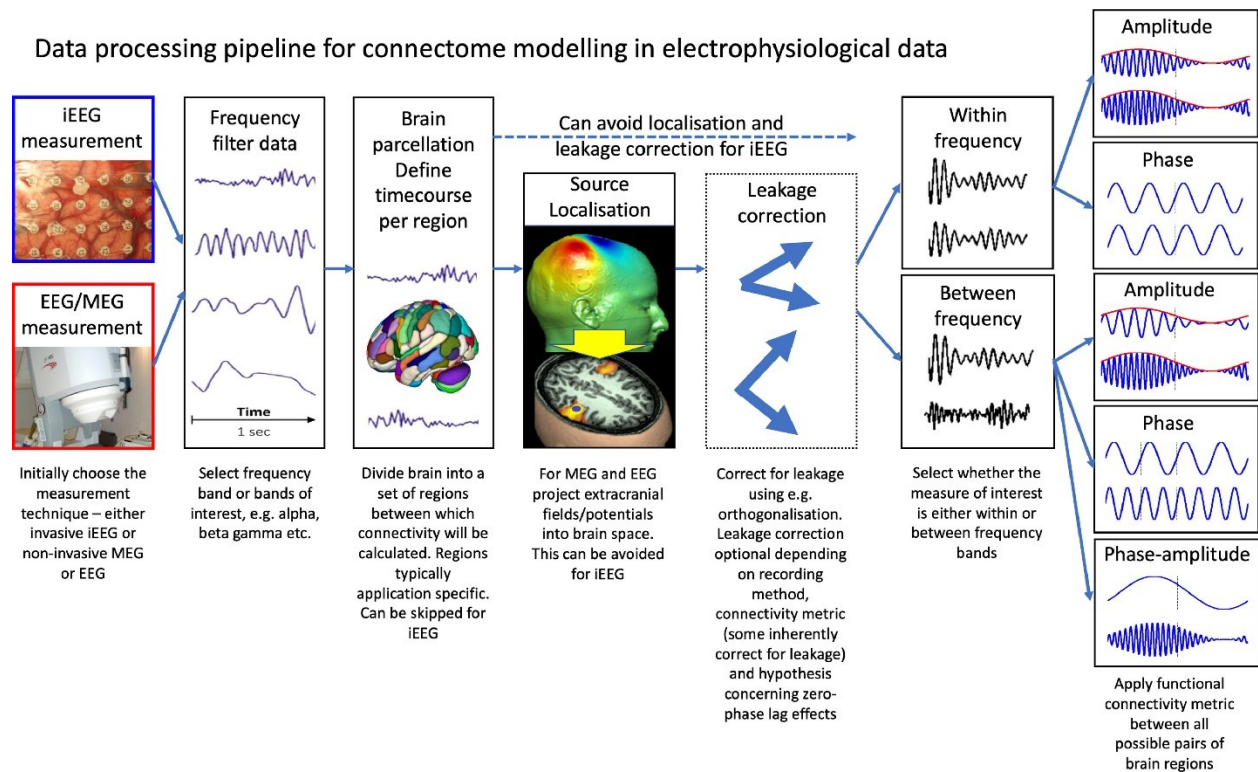 Data processing pipeline for connectome modelling in electrophysiological data
iEEG
measurement
EEG/MEG
measurement
Initially choose the
measurement
technique – either
invasive iEEG or
non-invasive MEG
or EEG
Frequency
filter data
Time
1 sec
Select frequency
band or bands of
interest, e.g. alpha,
beta gamma etc.
Brain
parcellation
Define
timecourse
per region
Divide brain into a
set of regions
between which
connectivity will be
calculated. Regions
typically
application specific.
Can be skipped for
iEEG
Can avoid localisation and
leakage correction for iEEG
Source
Localisation
For MEG and EEG
project extracranial
fields/potentials
into brain space.
This can be avoided
for iEEG
Leakage
correction
Correct for leakage
using e.g.
orthogonalisation.
Leakage correction
optional depending
on recording
method,
connectivity metric
(some inherently
correct for leakage)
and hypothesis
concerning zero-
phase lag effects
Within
frequency
Between
frequency
Select whether the
measure of interest
is either within or
between frequency
bands
Amplitude
Phase
Amplitude
Phase
Phase-amplitude
Apply functional
connectivity metric
between all
possible pairs of
brain regions